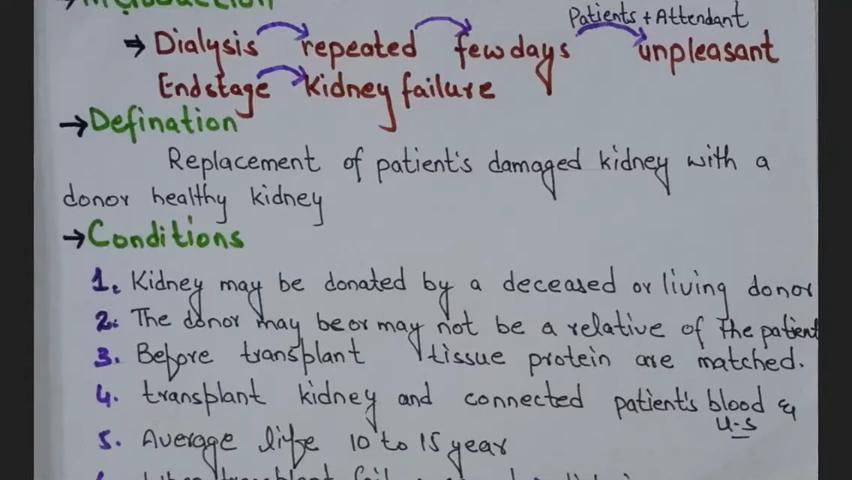 Patients + Attendant
⇒ Dialysis repeated few days unpleasant
Endstage kidney failure
→ Defination
Replacement of patient's damaged kidney with a
donor healthy kidney
→ Conditions
1. Kidney may be donated by a deceased or living donor
2. The donor may be or may not be a relative of the patient
3. Before transplant tissue protein are matched.
4. transplant kidney and connected patient's blood &
U-S
5. Average life 10 to 15 year